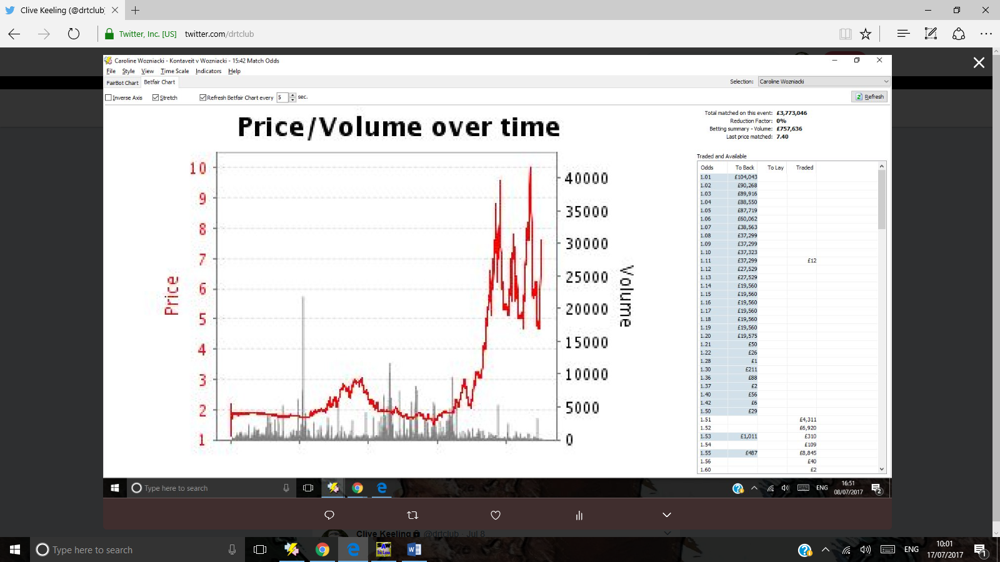 Clive Keeling (@drtclub)
Twitter, Inc. [US] twitter.com/drtclub
Caroline Wozniacki - Kontaveit v Wozniacki - 15:42 Match Odds
File Style View Time Scale Indicators Help
FairBot Chart Betfair Chart
Selection: Caroline Wozniacki
Inverse Axis Stretch Refresh Betfair Chart every 5 sec.
Refresh
Price/Volume over time
Total matched on this event: £3,773,046
Reduction Factor: 0%
Betting summary - Volume: £757,636
Last price matched: 7.40
10
9
8
7
6
5
4
3
2
1
Price
40000
35000
30000
25000
20000
15000
10000
5000
0
Volume
Traded and Available
Odds To Back To Lay Traded
1.01 £104,043
1.02 £90,268
1.03 £89,916
1.04 £88,550
1.05 £87,719
1.06 £60,062
1.07 £38,563
1.08 £37,299
1.09 £37,299
1.10 £37,323
1.11 £37,299 £12
1.12 £27,529
1.13 £27,529
1.14 £19,560
1.15 £19,560
1.16 £19,560
1.17 £19,560
1.18 £19,560
1.19 £19,560
1.20 £19,575
1.21 £50
1.22 £26
1.28 £1
1.30 £211
1.36 £88
1.37 £2
1.40 £56
1.42 £6
1.50 £29
1.51 £4,311
1.52 £6,920
1.53 £1,011 £310
1.54 £109
1.55 £487 £8,845
1.56 £40
1.60 £2
Type here to search
ENG
16:51
08/07/2017
2
Clive Keeling @drtclub · Jul 8
Type here to search
ENG
10:01
17/07/2017
1